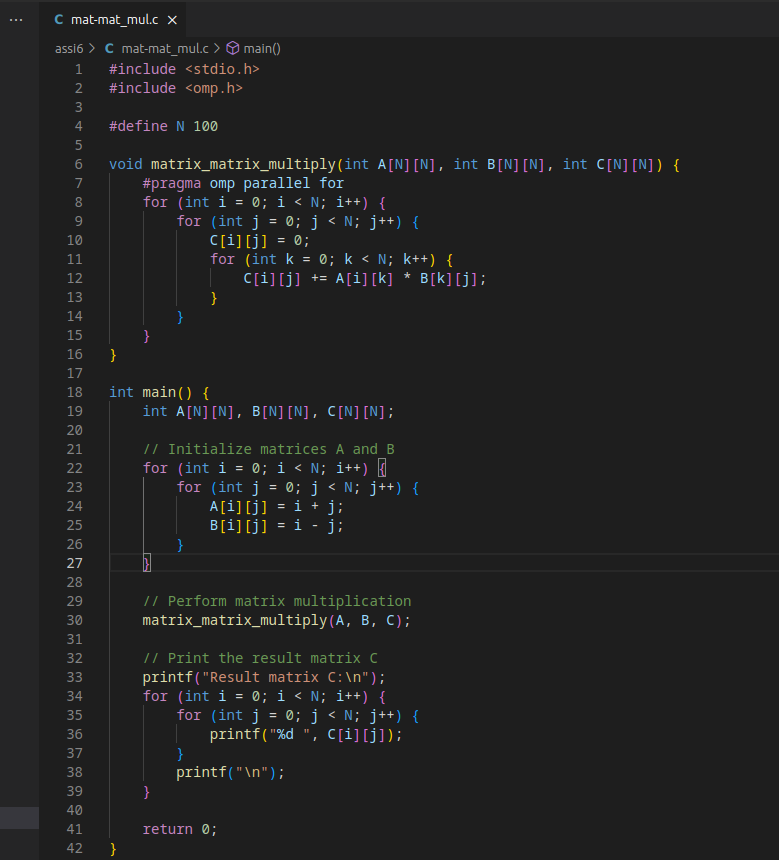 ··· C mat-mat_mul.c ×
assi6 > C mat-mat_mul.c > main()
1 #include <stdio.h>
2 #include <omp.h>
3
4 #define N 100
5
6 void matrix_matrix_multiply(int A[N][N], int B[N][N], int C[N][N]) {
7     #pragma omp parallel for
8     for (int i = 0; i < N; i++) {
9         for (int j = 0; j < N; j++) {
10             C[i][j] = 0;
11             for (int k = 0; k < N; k++) {
12                 C[i][j] += A[i][k] * B[k][j];
13             }
14         }
15     }
16 }
17
18 int main() {
19     int A[N][N], B[N][N], C[N][N];
20
21     // Initialize matrices A and B
22     for (int i = 0; i < N; i++) {
23         for (int j = 0; j < N; j++) {
24             A[i][j] = i + j;
25             B[i][j] = i - j;
26         }
27     }
28
29     // Perform matrix multiplication
30     matrix_matrix_multiply(A, B, C);
31
32     // Print the result matrix C
33     printf("Result matrix C:\n");
34     for (int i = 0; i < N; i++) {
35         for (int j = 0; j < N; j++) {
36             printf("%d ", C[i][j]);
37         }
38         printf("\n");
39     }
40
41     return 0;
42 }